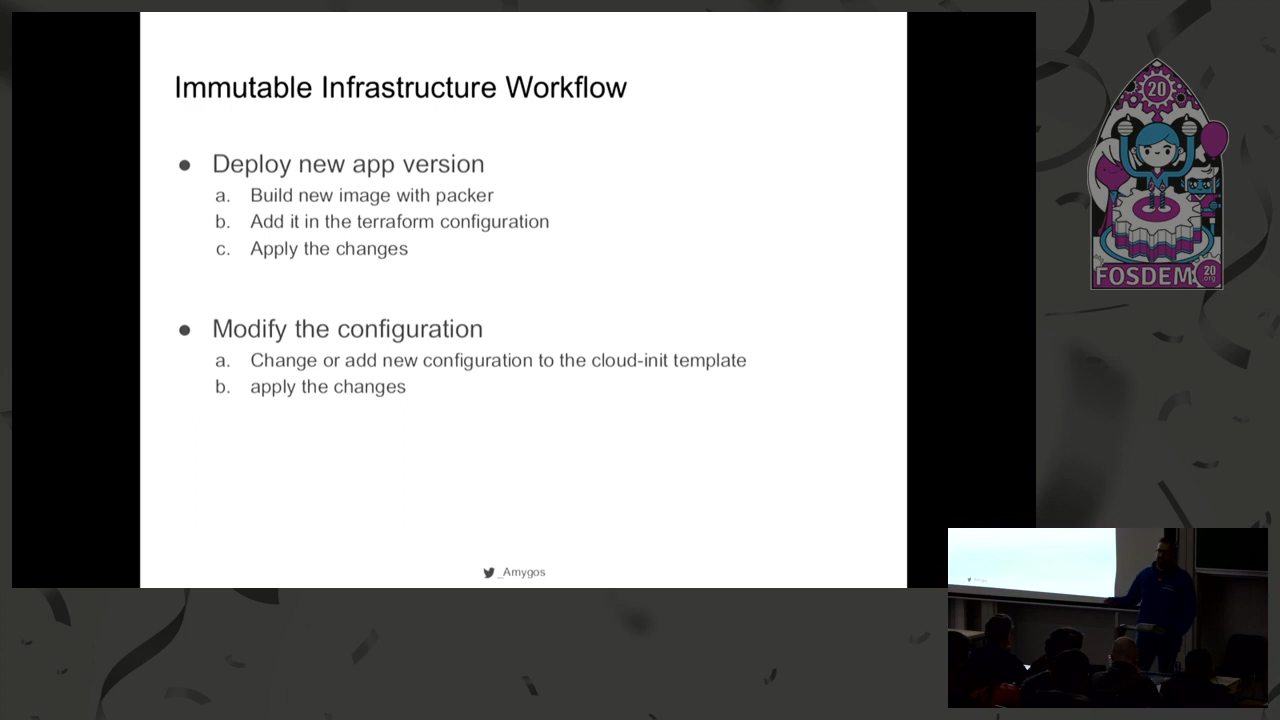 Immutable Infrastructure Workflow
● Deploy new app version
a. Build new image with packer
b. Add it in the terraform configuration
c. Apply the changes
● Modify the configuration
a. Change or add new configuration to the cloud-init template
b. apply the changes
_Amygos
20
FOSDEM
20
.org